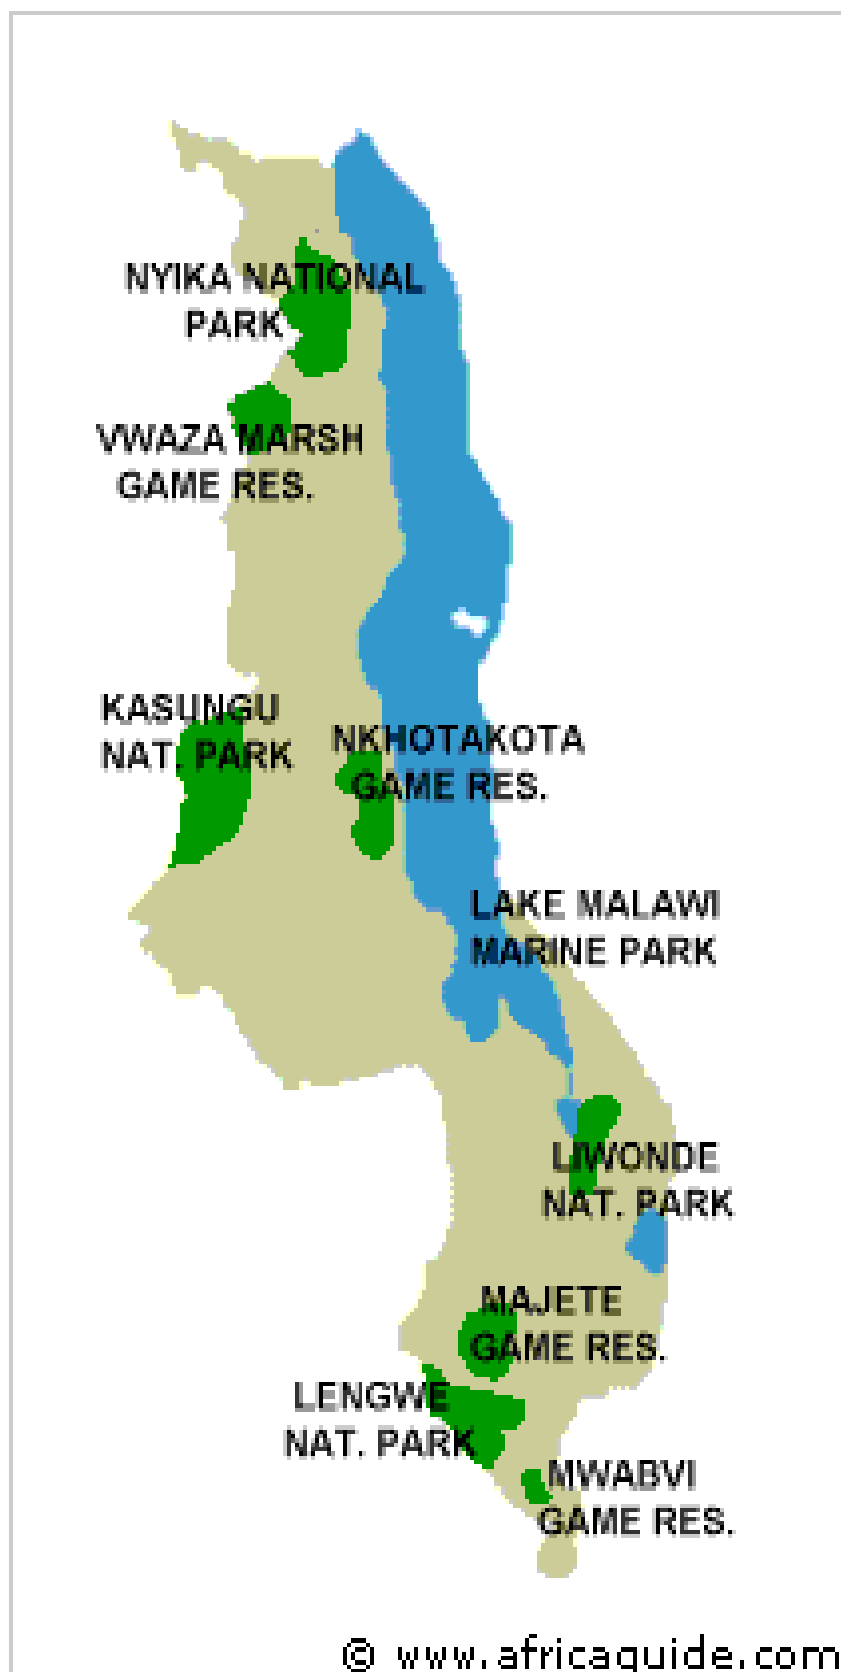 NYIKA NATIONAL
PARK
VWAZA MARSH
GAME RES.
KASUNGU
NAT. PARK
NKHOTAKOTA
GAME RES.
LAKE MALAWI
MARINE PARK
LIWONDE
NAT. PARK
MAJETE
GAME RES.
LENGWE
NAT. PARK
MWABVI
GAME RES.
© www.africaguide.com